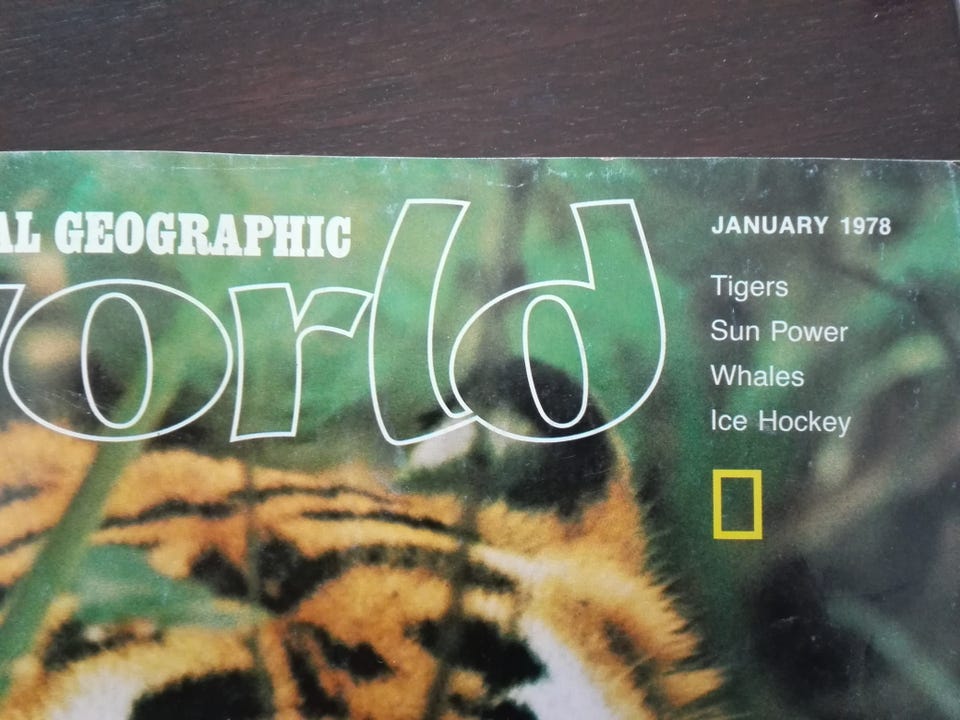 AL GEOGRAPHIC
orld
JANUARY 1978
Tigers
Sun Power
Whales
Ice Hockey